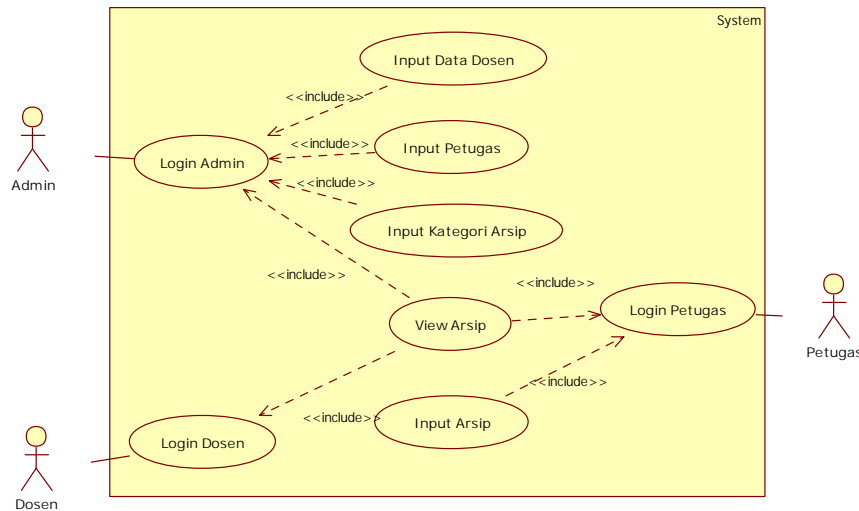 System
Input Data Dosen
<<include>>
Input Petugas
<<include>>
Login Admin
Admin
<<include>>
Input Kategori Arsip
<<include>>
<<include>>
Login Petugas
View Arsip
Petugas
<<include>>
<<include>>
Input Arsip
Login Dosen
Dosen